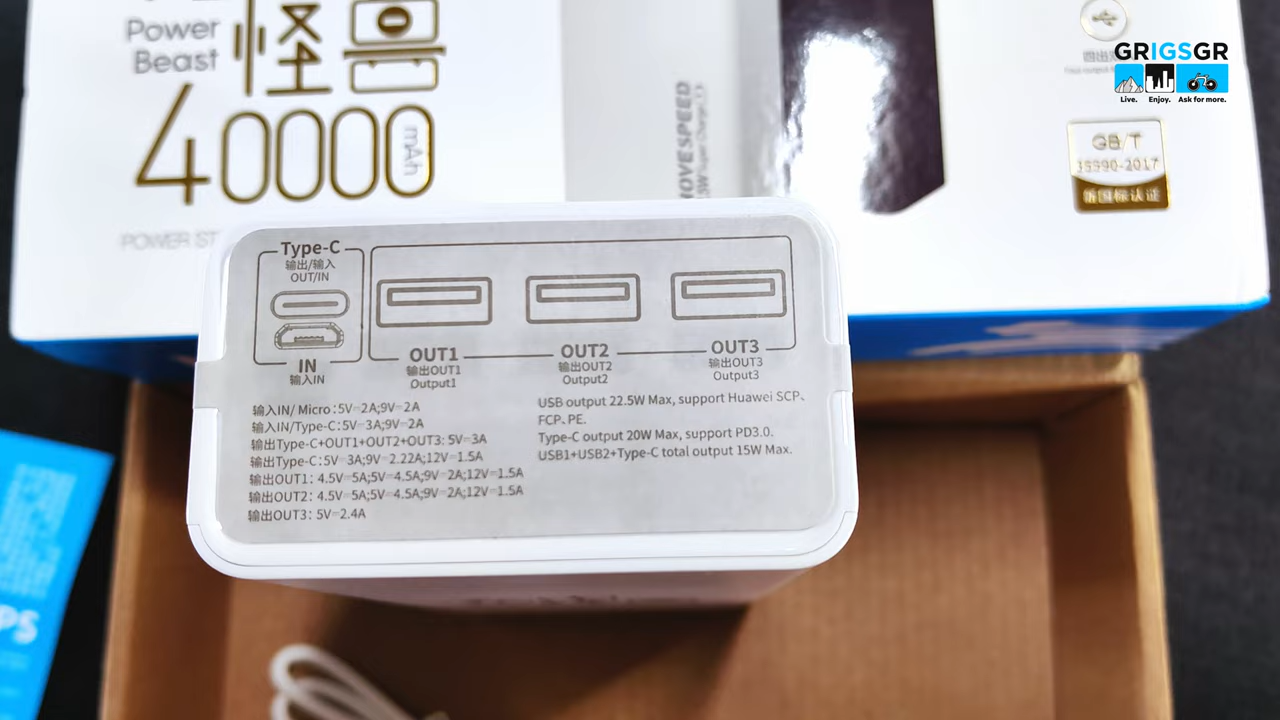 Power
Beast
怪兽
40000
mAh
POWER ST
GRIGSGR
Live. Enjoy. Ask for more.
GB/T
35590-2017
新国标认证
Type-C
输出/输入
OUT/IN
IN
输入IN
OUT1
输出OUT1
Output1
OUT2
输出OUT2
Output2
OUT3
输出OUT3
Output3
输入IN/ Micro:5V⎓2A;9V⎓2A
输入IN/Type-C:5V⎓3A;9V⎓2A
输出Type-C+OUT1+OUT2+OUT3: 5V⎓3A
输出Type-C:5V⎓3A;9V⎓2.22A;12V⎓1.5A
输出OUT1: 4.5V⎓5A;5V⎓4.5A;9V⎓2A;12V⎓1.5A
输出OUT2: 4.5V⎓5A;5V⎓4.5A;9V⎓2A;12V⎓1.5A
输出OUT3: 5V⎓2.4A
USB output 22.5W Max, support Huawei SCP、
FCP、PE.
Type-C output 20W Max, support PD3.0.
USB1+USB2+Type-C total output 15W Max.